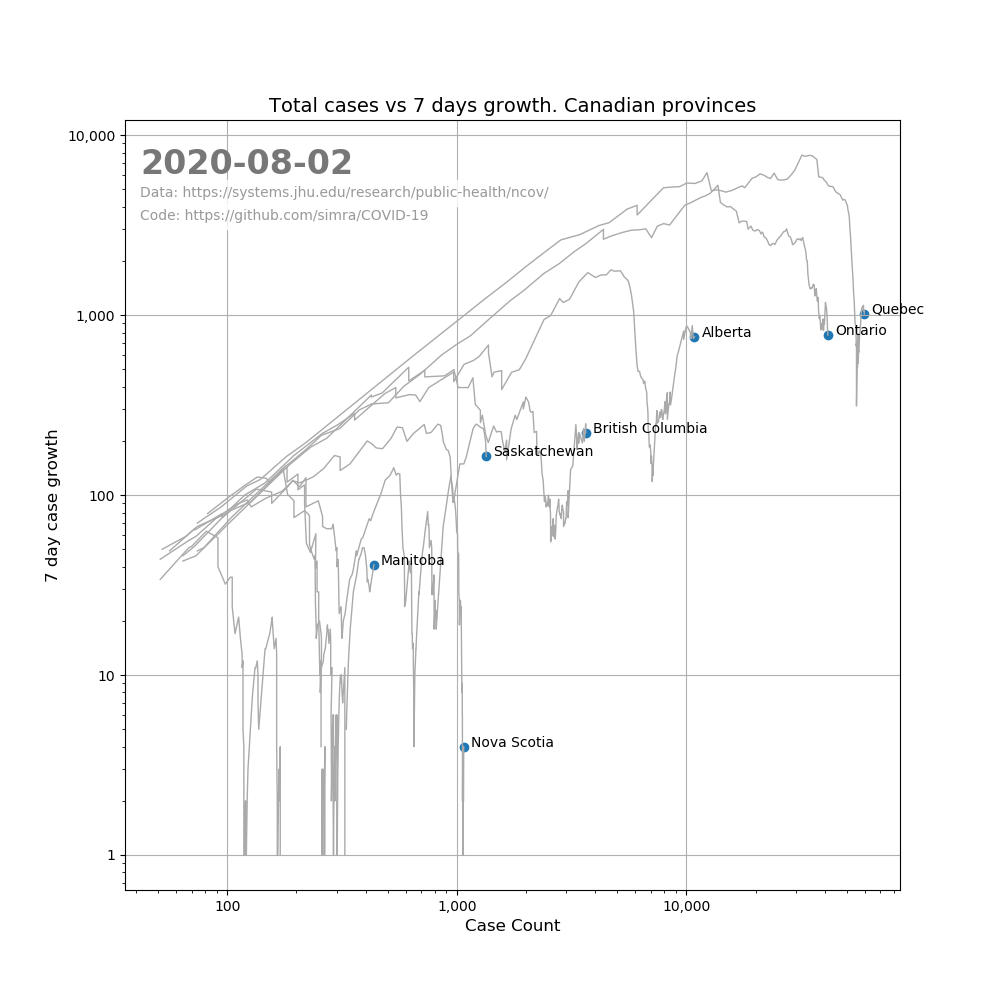 Total cases vs 7 days growth. Canadian provinces
10,000
2020-08-02
Data: https://systems.jhu.edu/research/public-health/ncov/
Code: https://github.com/simra/COVID-19
1,000
Quebec
Ontario
Alberta
British Columbia
Saskatchewan
100
7 day case growth
Manitoba
10
Nova Scotia
1
100
1,000
10,000
Case Count